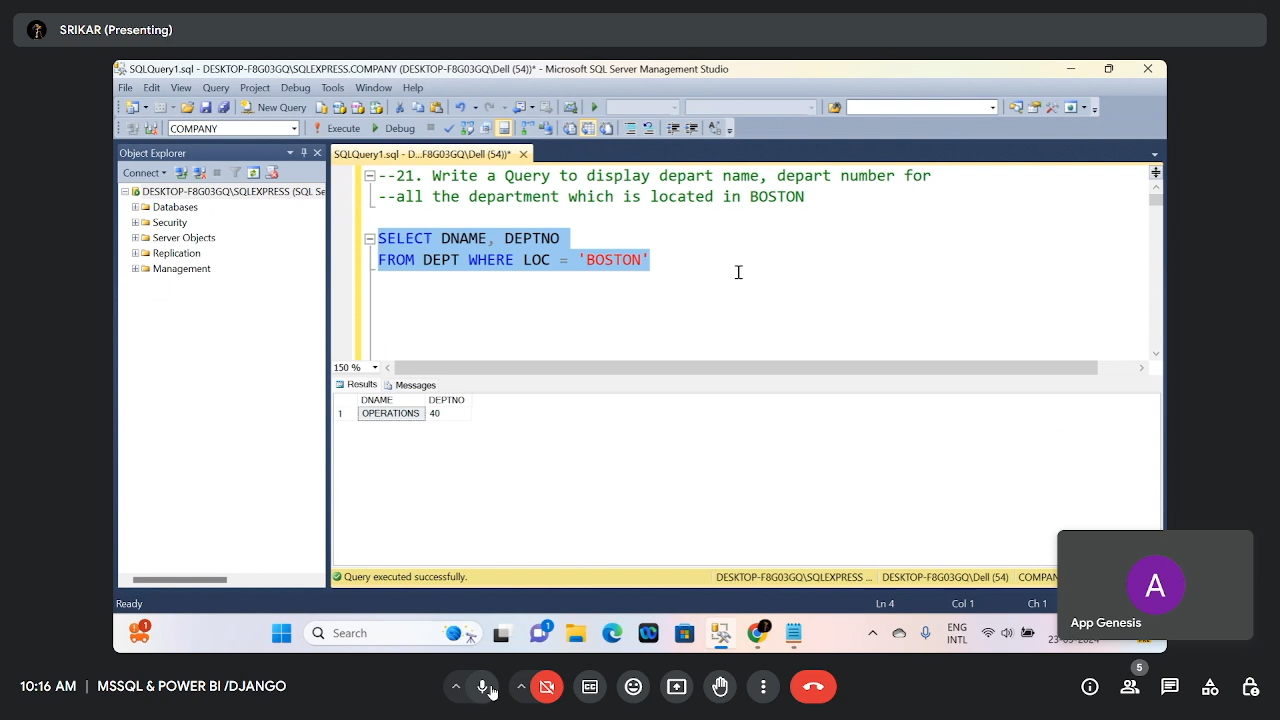 SRIKAR (Presenting)
SQLQuery1.sql - DESKTOP-F8G03GQ\SQLEXPRESS.COMPANY (DESKTOP-F8G03GQ\Dell (54))* - Microsoft SQL Server Management Studio
File Edit View Query Project Debug Tools Window Help
New Query
COMPANY Execute Debug
Object Explorer
SQLQuery1.sql - D...F8G03GQ\Dell (54))*
Connect
DESKTOP-F8G03GQ\SQLEXPRESS (SQL Se
Databases
Security
Server Objects
Replication
Management
--21. Write a Query to display depart name, depart number for
--all the department which is located in BOSTON
SELECT DNAME, DEPTNO
FROM DEPT WHERE LOC = 'BOSTON'
150 %
Results Messages
DNAME DEPTNO
1 OPERATIONS 40
Query executed successfully. DESKTOP-F8G03GQ\SQLEXPRESS ... DESKTOP-F8G03GQ\Dell (54) COMPAN
Ready Ln 4 Col 1 Ch 1
Search
ENG
INTL
A
App Genesis
10:16 AM | MSSQL & POWER BI /DJANGO
5